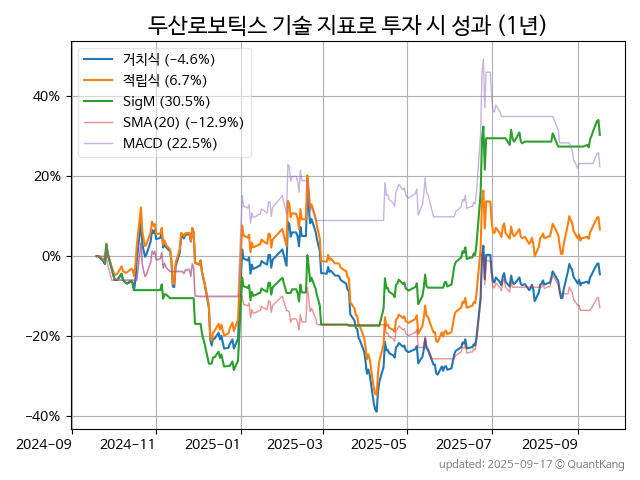 두산로보틱스 기술 지표로 투자 시 성과 (1년)
거치식 (−4.6%)
적립식 (6.7%)
SigM (30.5%)
SMA(20) (−12.9%)
MACD (22.5%)
40%
20%
0%
−20%
−40%
2024-09 2024-11 2025-01 2025-03 2025-05 2025-07 2025-09
updated: 2025-09-17 © QuantKang